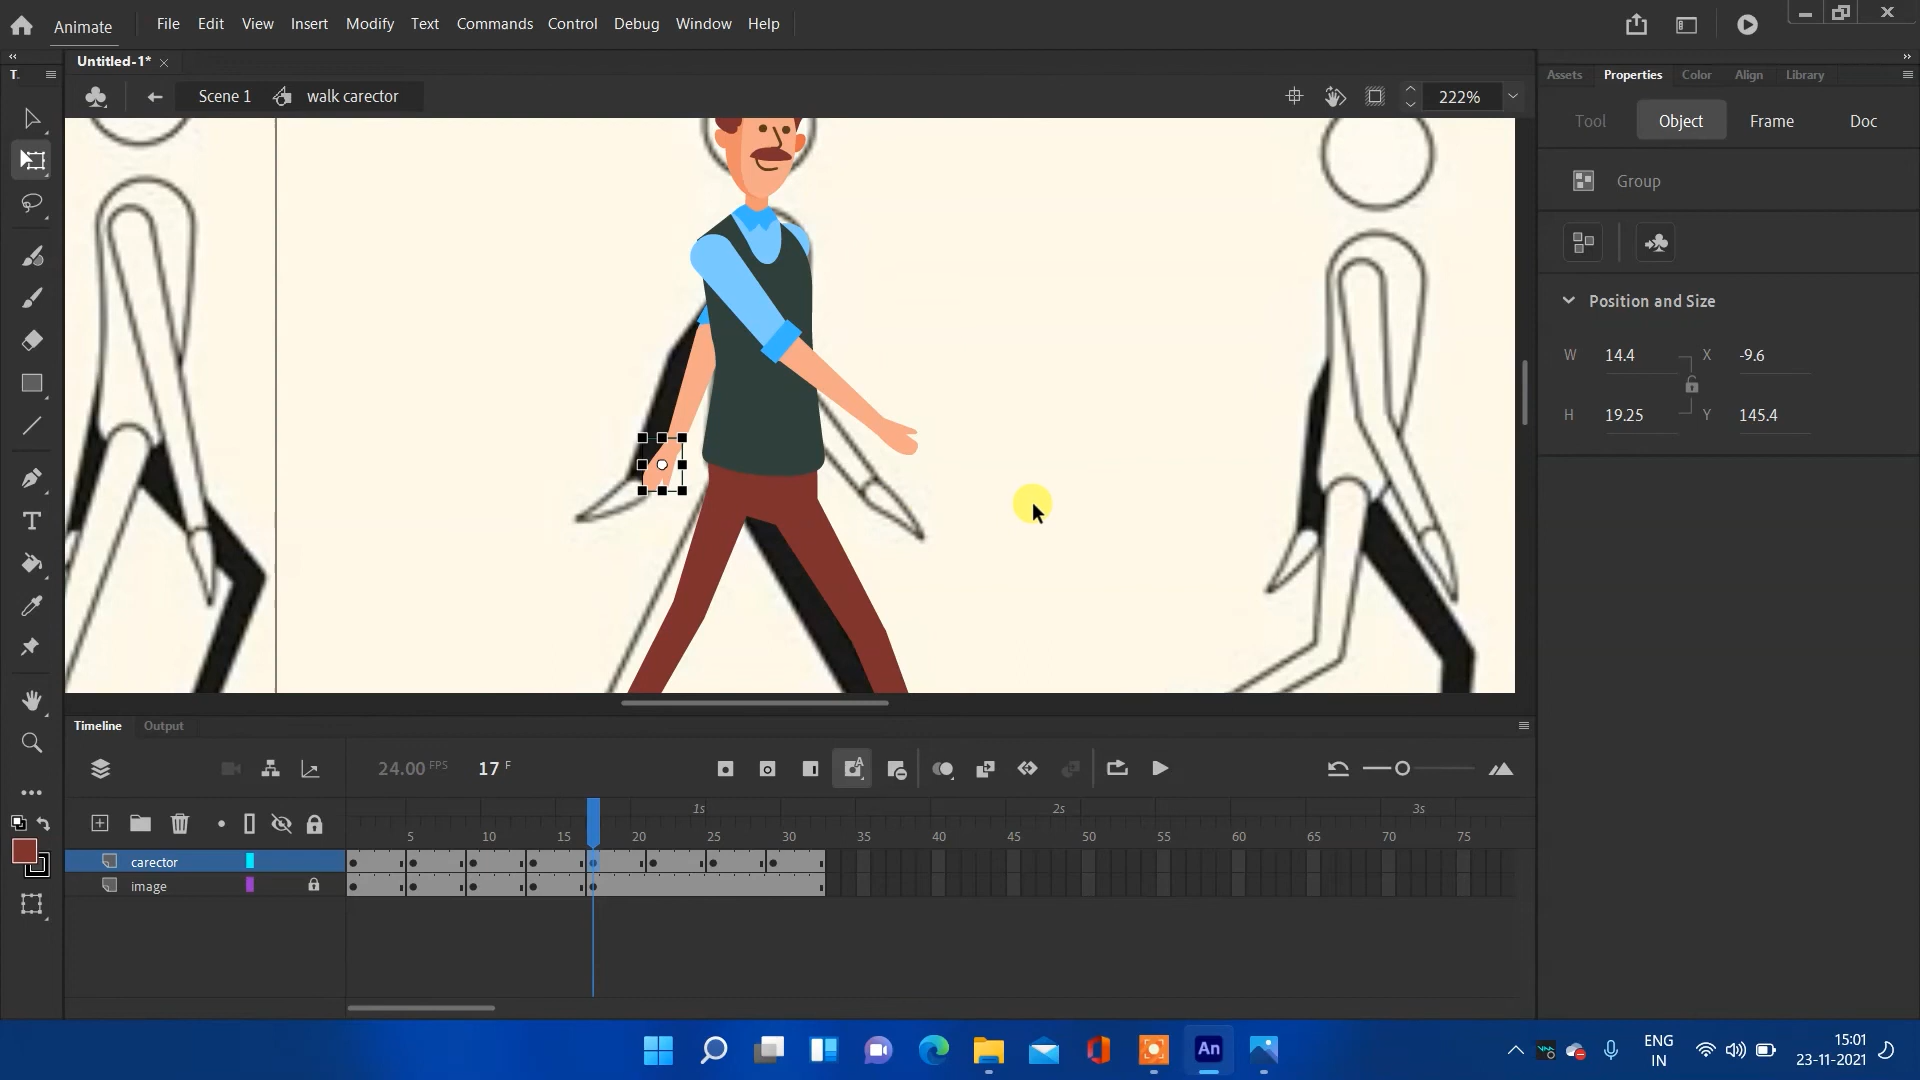 Animate
File Edit View Insert Modify Text Commands Control Debug Window Help
Untitled-1*
T.
Scene 1 walk carector 222%
Assets Properties Color Align Library
Tool Object Frame Doc
Group
Position and Size
W 14.4 X -9.6
H 19.25 Y 145.4
Timeline Output
24.00 FPS 17 F
1s 2s 3s
5 10 15 20 25 30 35 40 45 50 55 60 65 70 75
carector
image
An
ENG
IN
15:01
23-11-2021